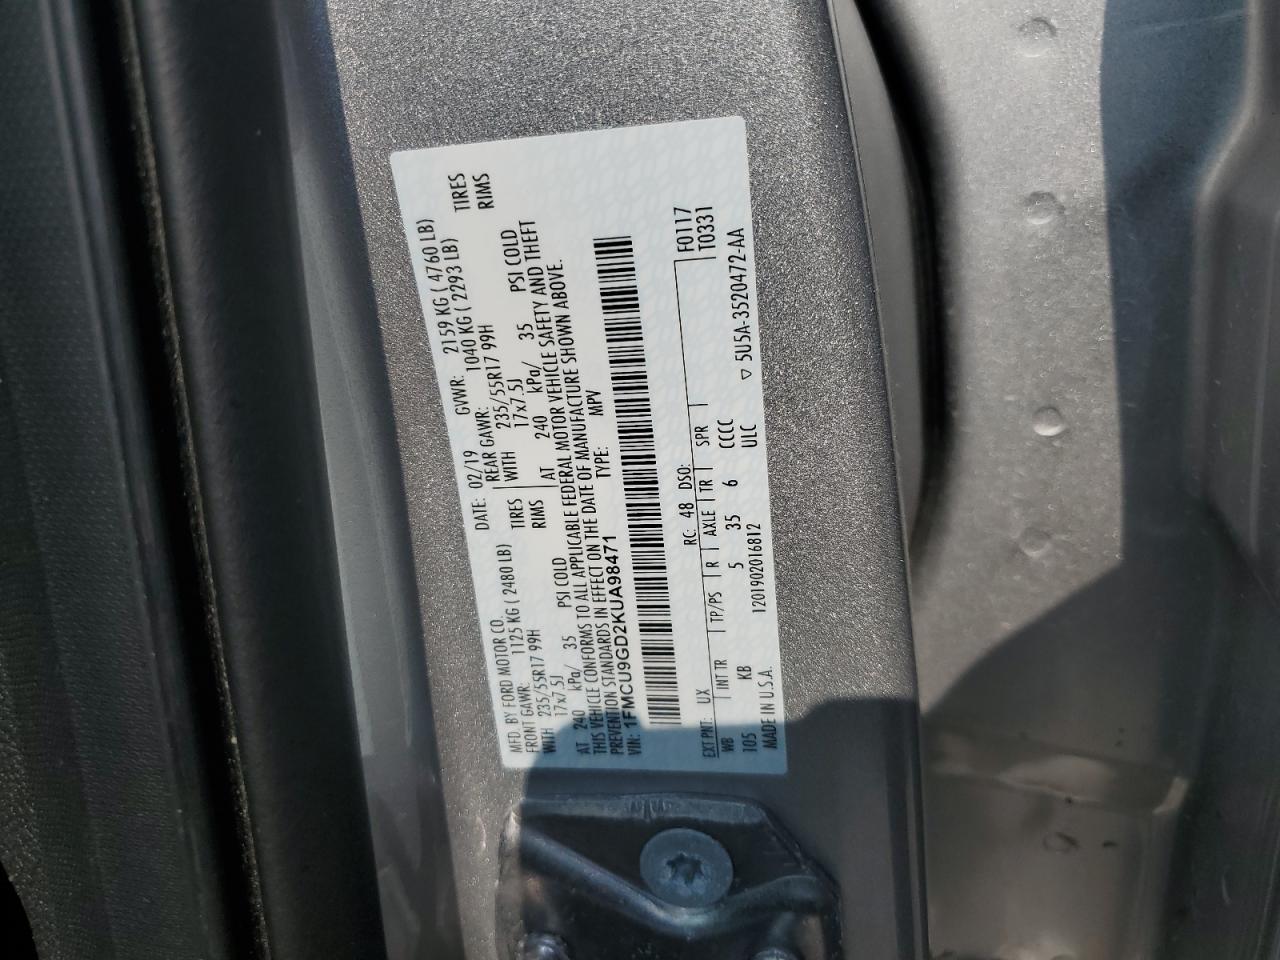 MFD. BY FORD MOTOR CO.
DATE: 02/19 GVWR: 2159 KG ( 4760 LB)
FRONT GAWR: 1125 KG ( 2480 LB)
REAR GAWR: 1040 KG ( 2293 LB)
WITH 235/55R17 99H TIRES
WITH 235/55R17 99H TIRES
17x7.5J RIMS
17x7.5J RIMS
AT 240 kPa/ 35 PSI COLD
AT 240 kPa/ 35 PSI COLD
THIS VEHICLE CONFORMS TO ALL APPLICABLE FEDERAL MOTOR VEHICLE SAFETY AND THEFT
PREVENTION STANDARDS IN EFFECT ON THE DATE OF MANUFACTURE SHOWN ABOVE.
VIN: 1FMCU9GD2KUA98471 TYPE: MPV
F0117
T0331
EXT PNT: UX RC: 48 DSO:
WB INT TR TP/PS R AXLE TR SPR
105 KB 5 35 6 CCCC
MADE IN U.S.A. 1201902016812 ULC ▽ 5U5A-3520472-AA